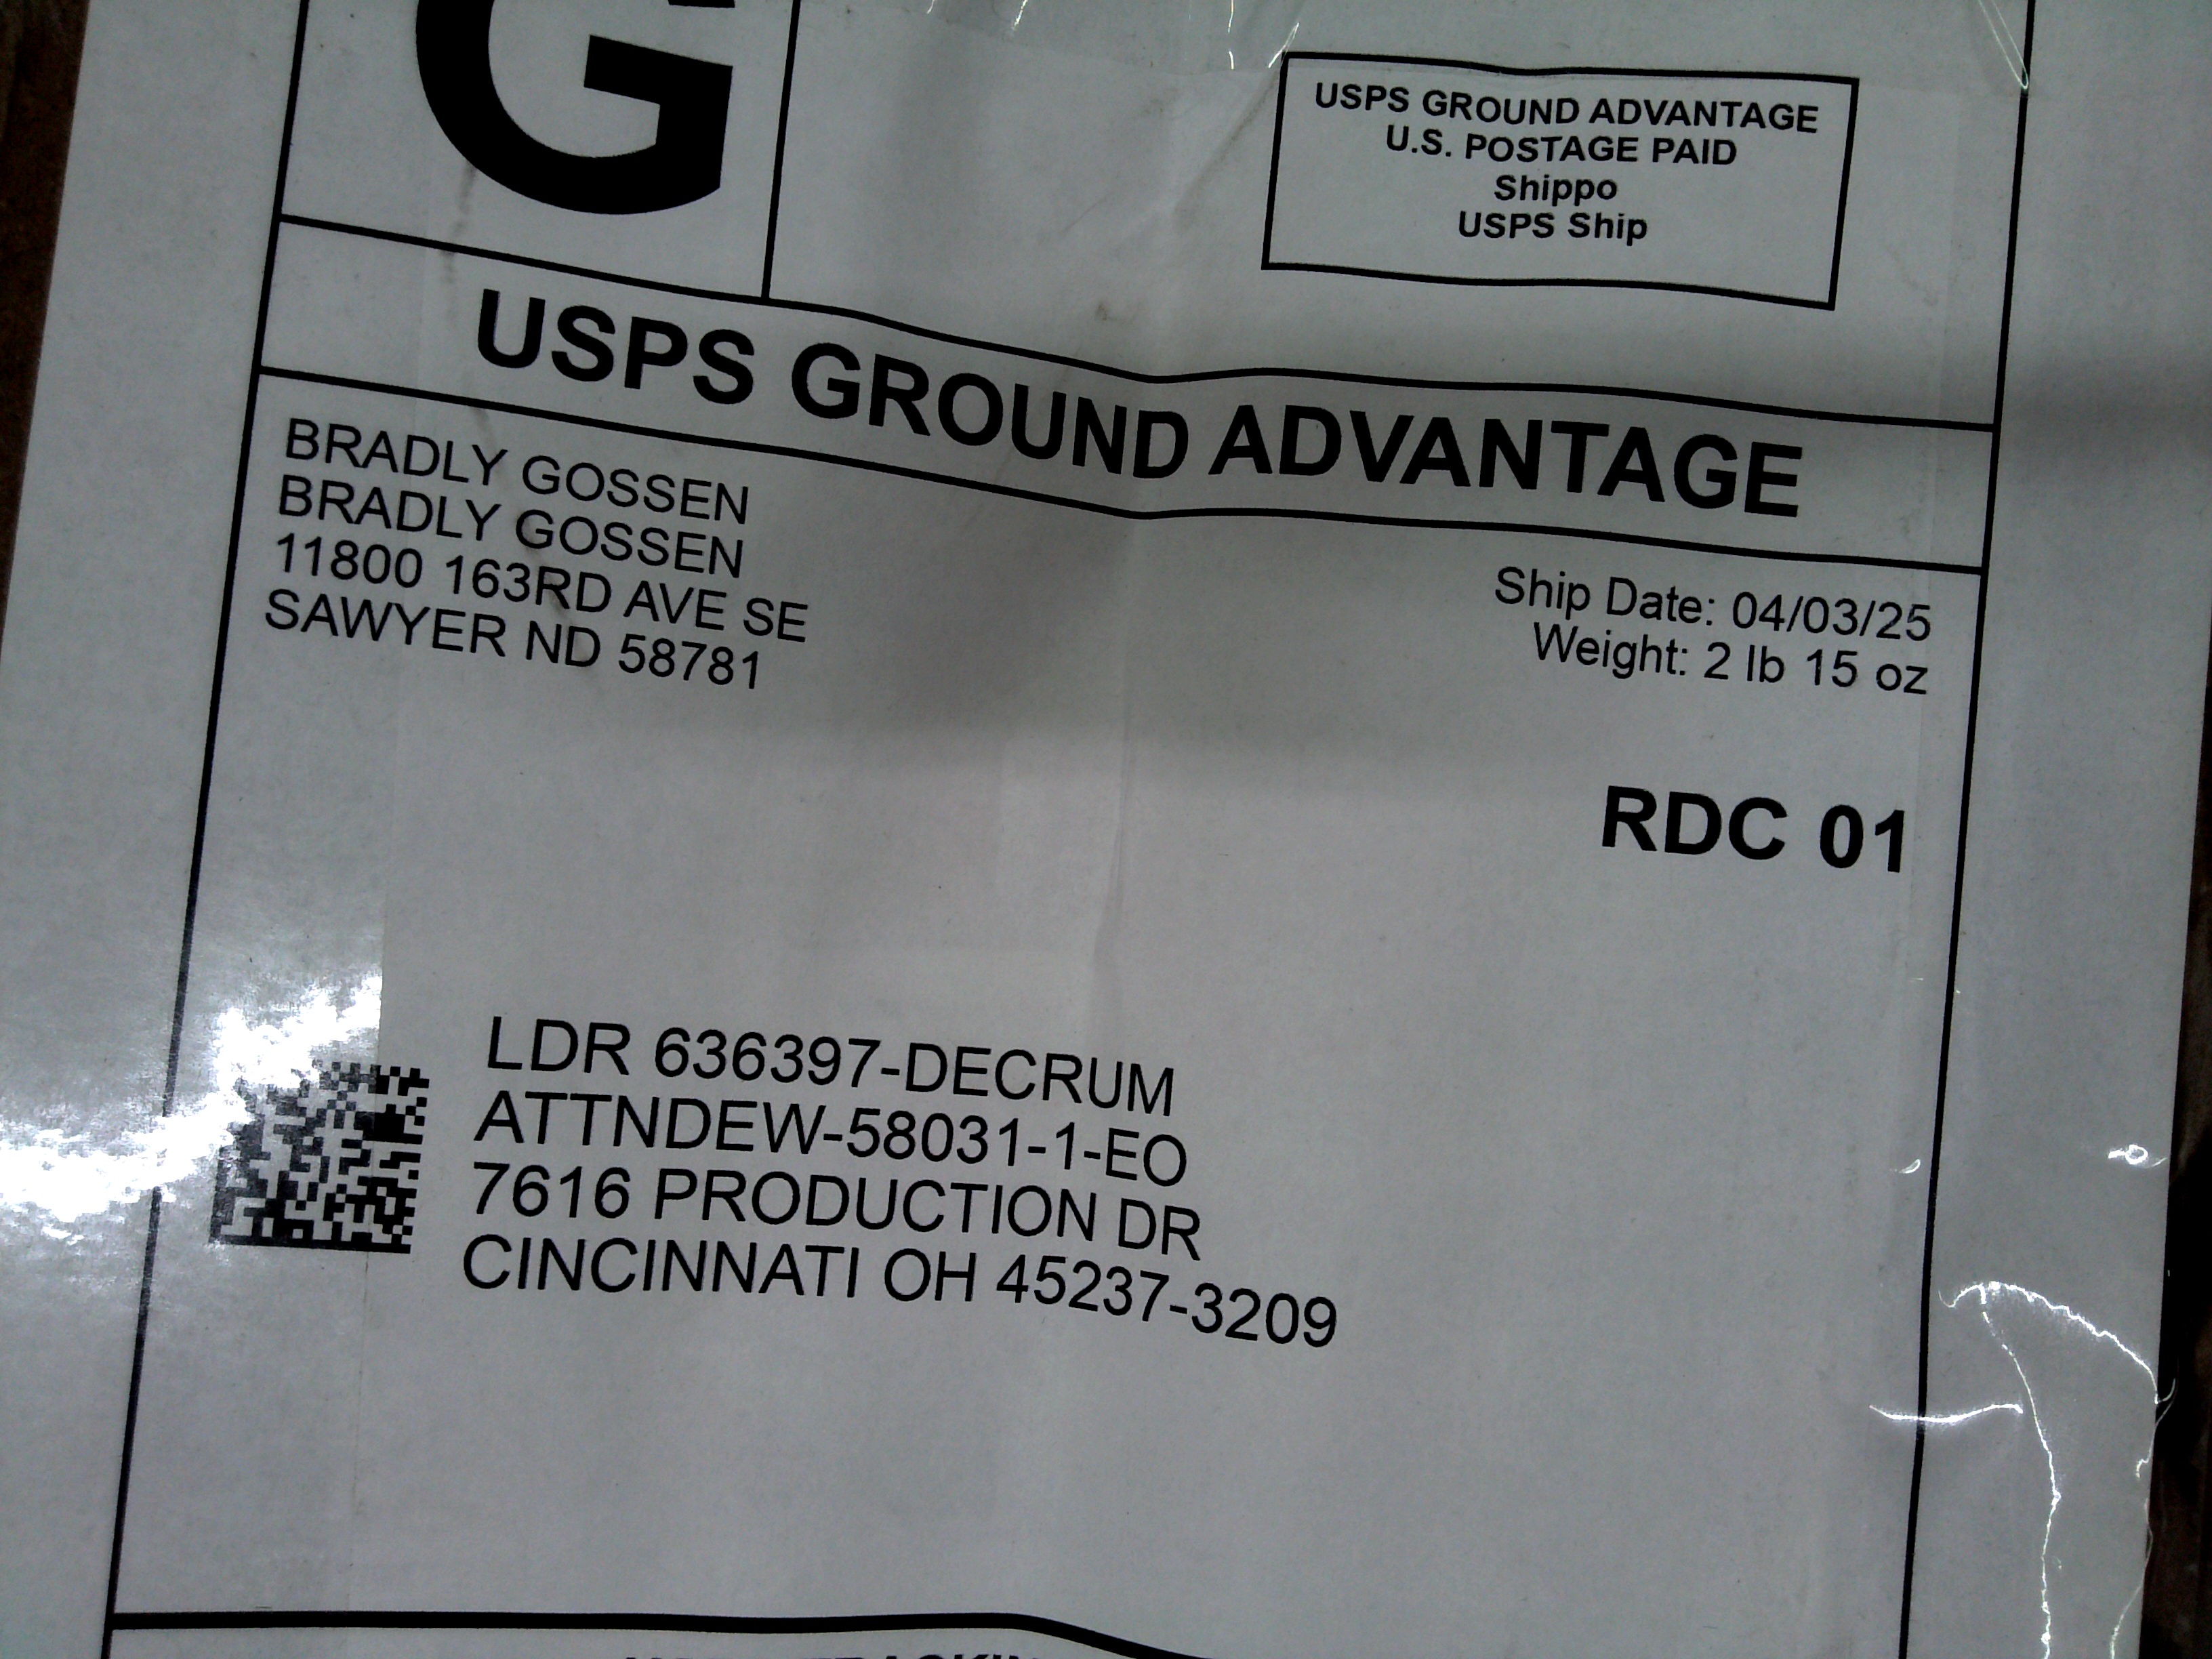 G
USPS GROUND ADVANTAGE
U.S. POSTAGE PAID
Shippo
USPS Ship
USPS GROUND ADVANTAGE
BRADLY GOSSEN
BRADLY GOSSEN
11800 163RD AVE SE
SAWYER ND 58781
Ship Date: 04/03/25
Weight: 2 lb 15 oz
RDC 01
LDR 636397-DECRUM
ATTNDEW-58031-1-EO
7616 PRODUCTION DR
CINCINNATI OH 45237-3209